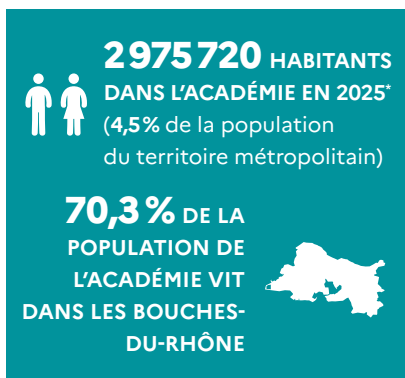 2 975 720 HABITANTS
DANS L’ACADÉMIE EN 2025*
(4,5 % de la population
du territoire métropolitain)
70,3 % DE LA
POPULATION DE
L’ACADÉMIE VIT
DANS LES BOUCHES-
DU-RHÔNE